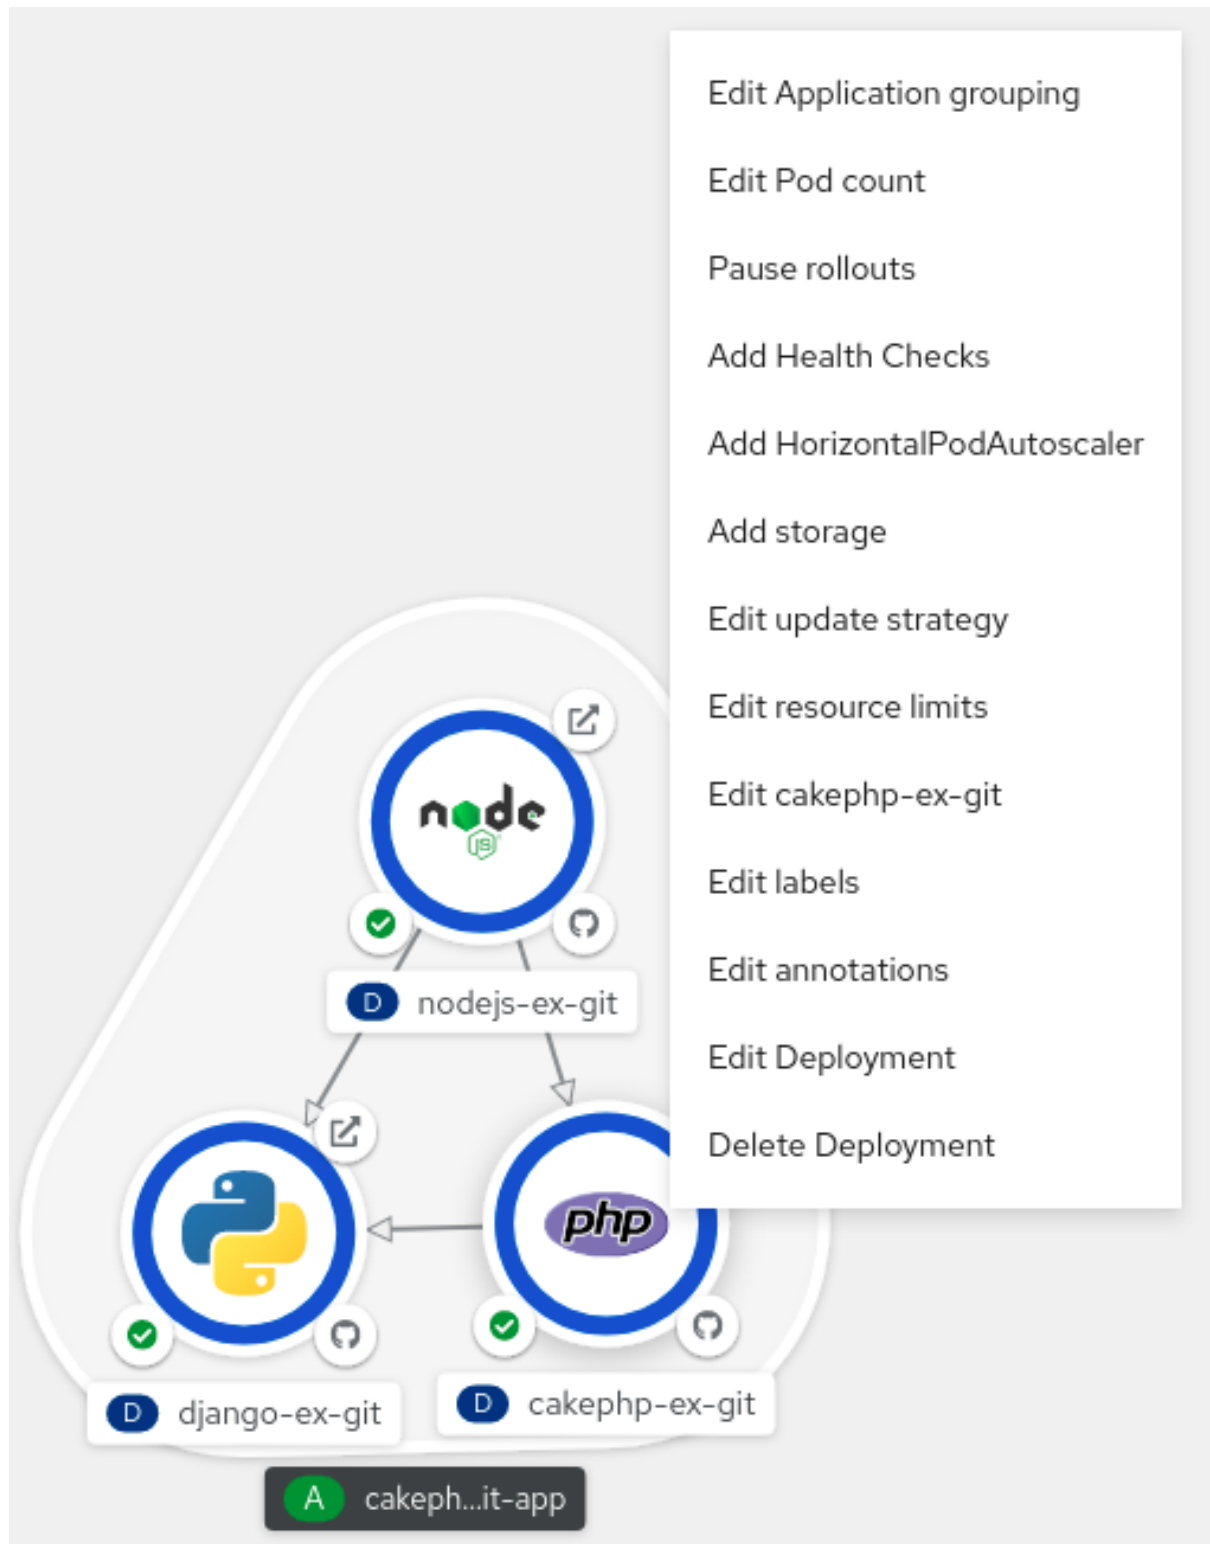 Edit Application grouping
Edit Pod count
Pause rollouts
Add Health Checks
Add HorizontalPodAutoscaler
Add storage
Edit update strategy
Edit resource limits
Edit cakephp-ex-git
Edit labels
Edit annotations
Edit Deployment
Delete Deployment
node
JS
D nodejs-ex-git
php
D django-ex-git
D cakephp-ex-git
A cakeph...it-app